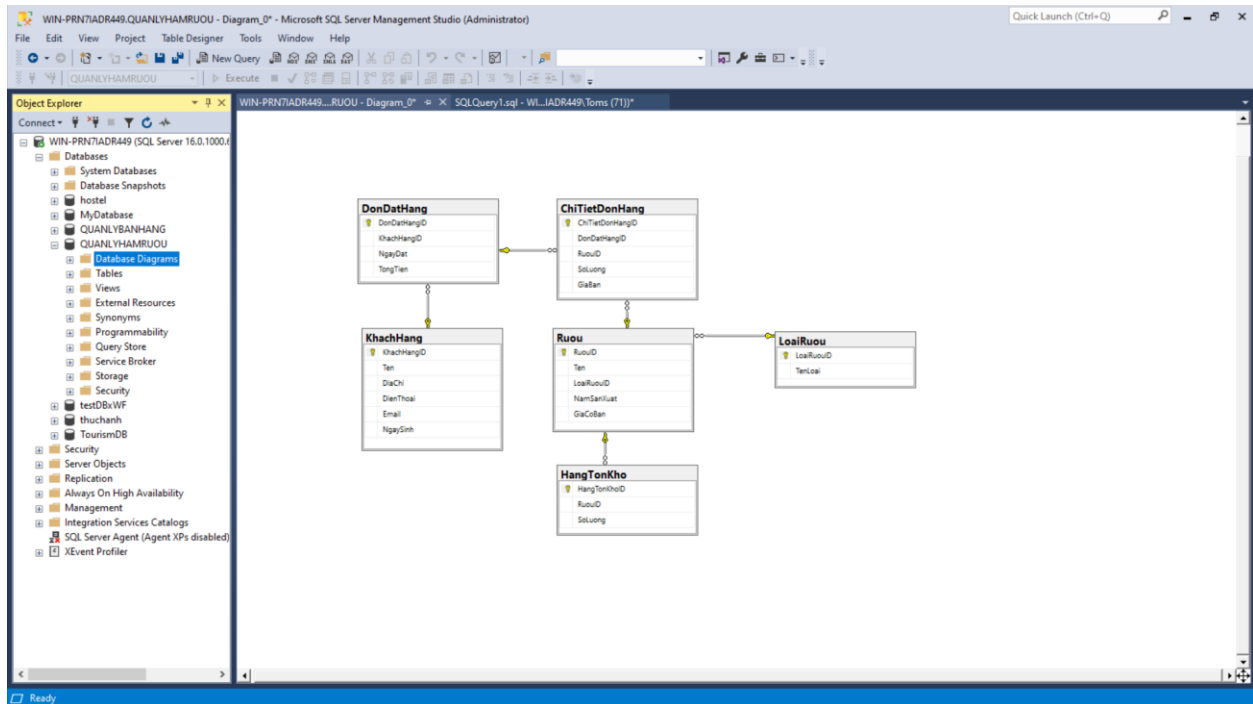 WIN-PRN7IADR449.QUANLYHAMRUOU - Diagram_0* - Microsoft SQL Server Management Studio (Administrator)
Quick Launch (Ctrl+Q)
File Edit View Project Table Designer Tools Window Help
New Query
QUANLYHAMRUOU
Execute
Object Explorer
WIN-PRN7IADR449....RUOU - Diagram_0*
SQLQuery1.sql - WI...IADR449\Toms (71))*
Connect
WIN-PRN7IADR449 (SQL Server 16.0.1000.6
Databases
System Databases
Database Snapshots
hostel
MyDatabase
QUANLYBANHANG
QUANLYHAMRUOU
Database Diagrams
Tables
Views
External Resources
Synonyms
Programmability
Query Store
Service Broker
Storage
Security
testDBxWF
thuchanh
TourismDB
Security
Server Objects
Replication
Always On High Availability
Management
Integration Services Catalogs
SQL Server Agent (Agent XPs disabled)
XEvent Profiler
DonDatHang
DonDatHangID
KhachHangID
NgayDat
TongTien
ChiTietDonHang
ChiTietDonHangID
DonDatHangID
RuouID
SoLuong
GiaBan
KhachHang
KhachHangID
Ten
DiaChi
DienThoai
Email
NgaySinh
Ruou
RuouID
Ten
LoaiRuouID
NamSanXuat
GiaCoBan
LoaiRuou
LoaiRuouID
TenLoai
HangTonKho
HangTonKhoID
RuouID
SoLuong
Ready